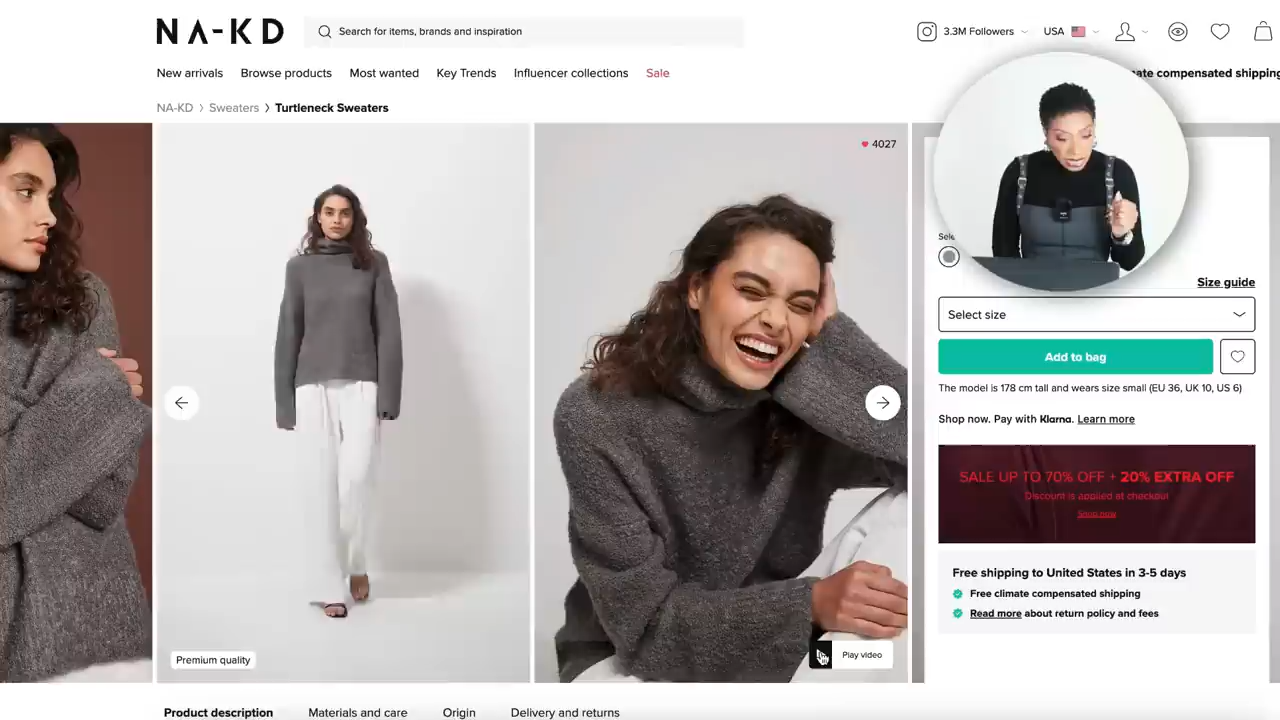 NA-KD
Search for items, brands and inspiration
3.3M Followers
USA
New arrivals
Browse products
Most wanted
Key Trends
Influencer collections
Sale
compensated shipping
NA-KD > Sweaters > Turtleneck Sweaters
4027
Size guide
Select size
Add to bag
The model is 178 cm tall and wears size small (EU 36, UK 10, US 6)
Shop now. Pay with Klarna. Learn more
SALE UP TO 70% OFF + 20% EXTRA OFF
Discount is applied at checkout
Shop now
Free shipping to United States in 3-5 days
Free climate compensated shipping
Read more about return policy and fees
Premium quality
Play video
Product description
Materials and care
Origin
Delivery and returns